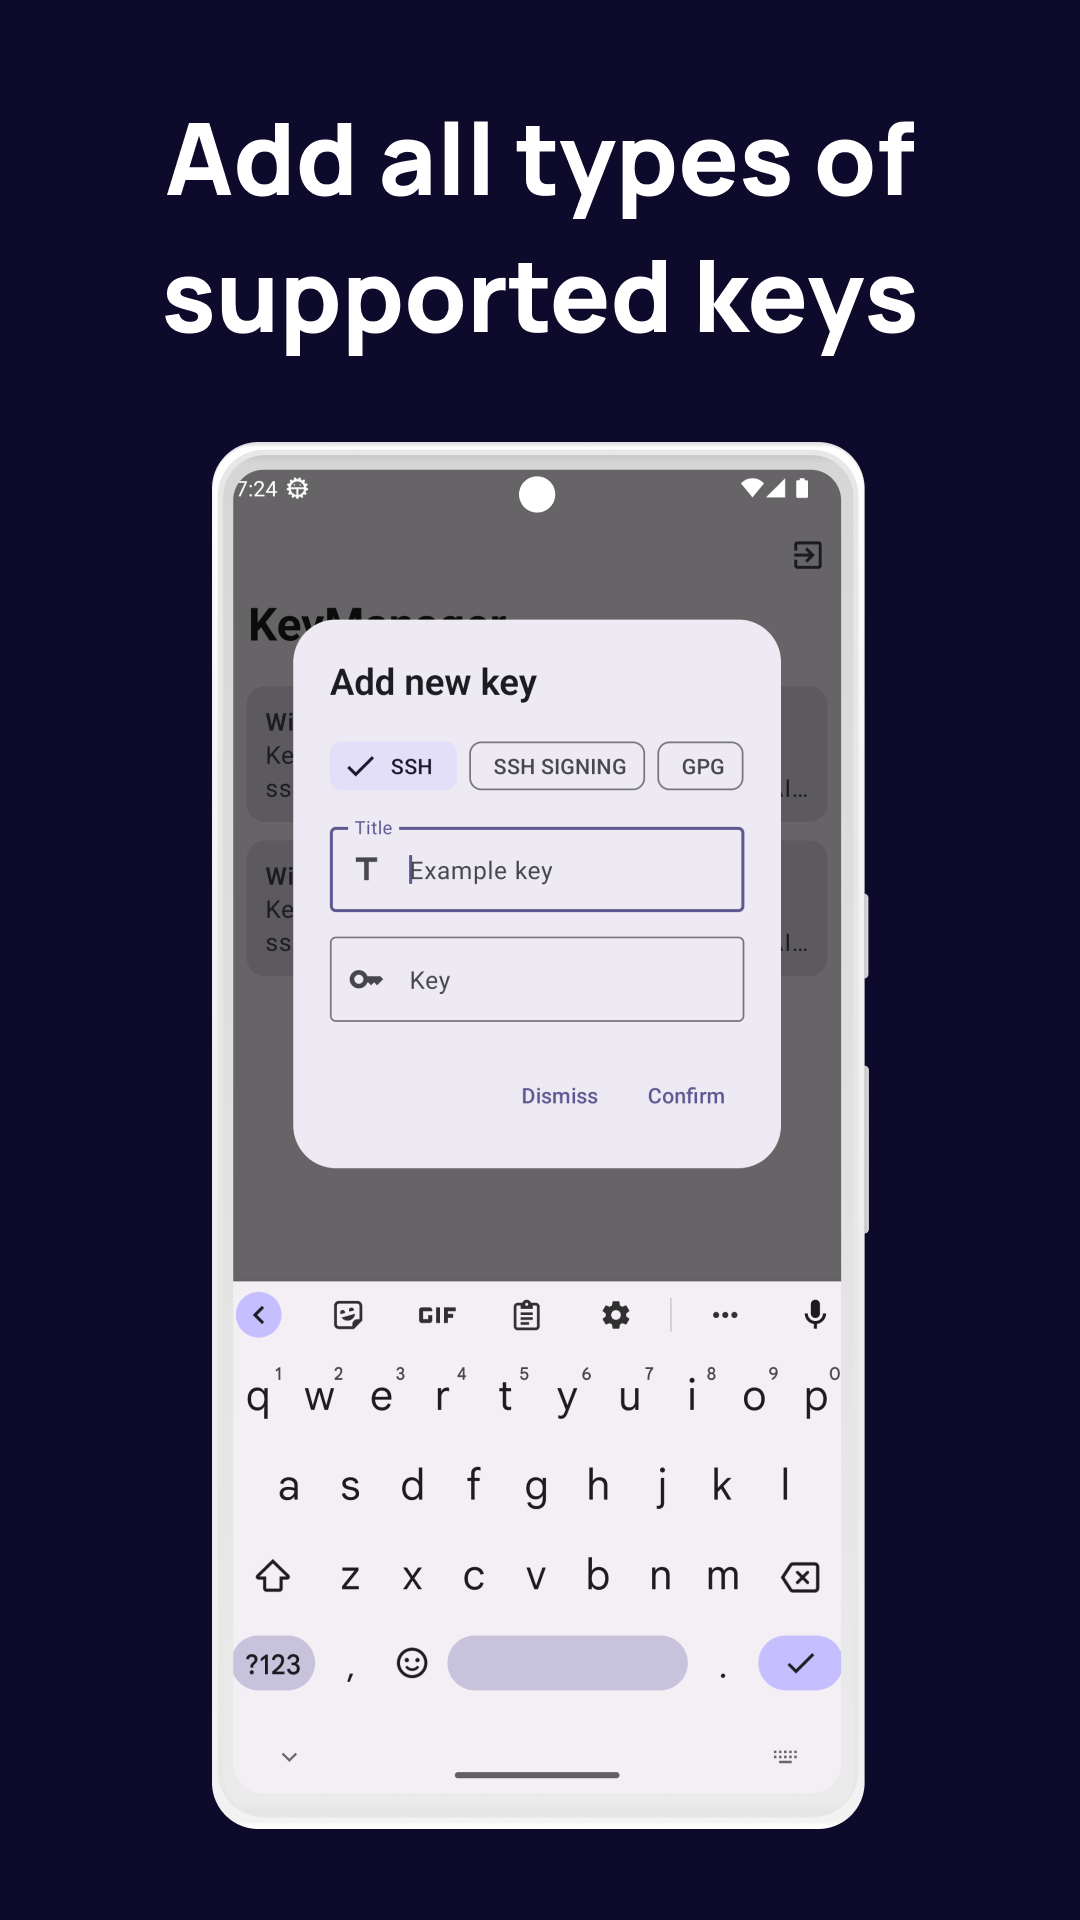 Add all types of
supported keys
7:24
KeyManager
Add new key
Wi
Ke
ss
SSH
SSH SIGNING
GPG
Title
Example key
Key
Wi
Ke
ss
Dismiss
Confirm
GIF
1 2 3 4 5 6 7 8 9 0
q w e r t y u i o p
a s d f g h j k l
z x c v b n m
?123 , .